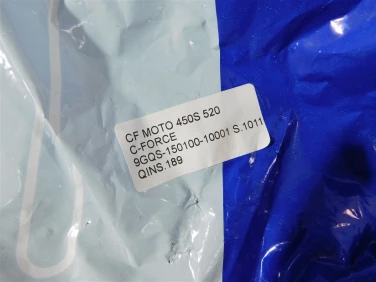 CF MOTO 450S 520
C-FORCE
9GQS-150100-10001 S.1011
QINS.189